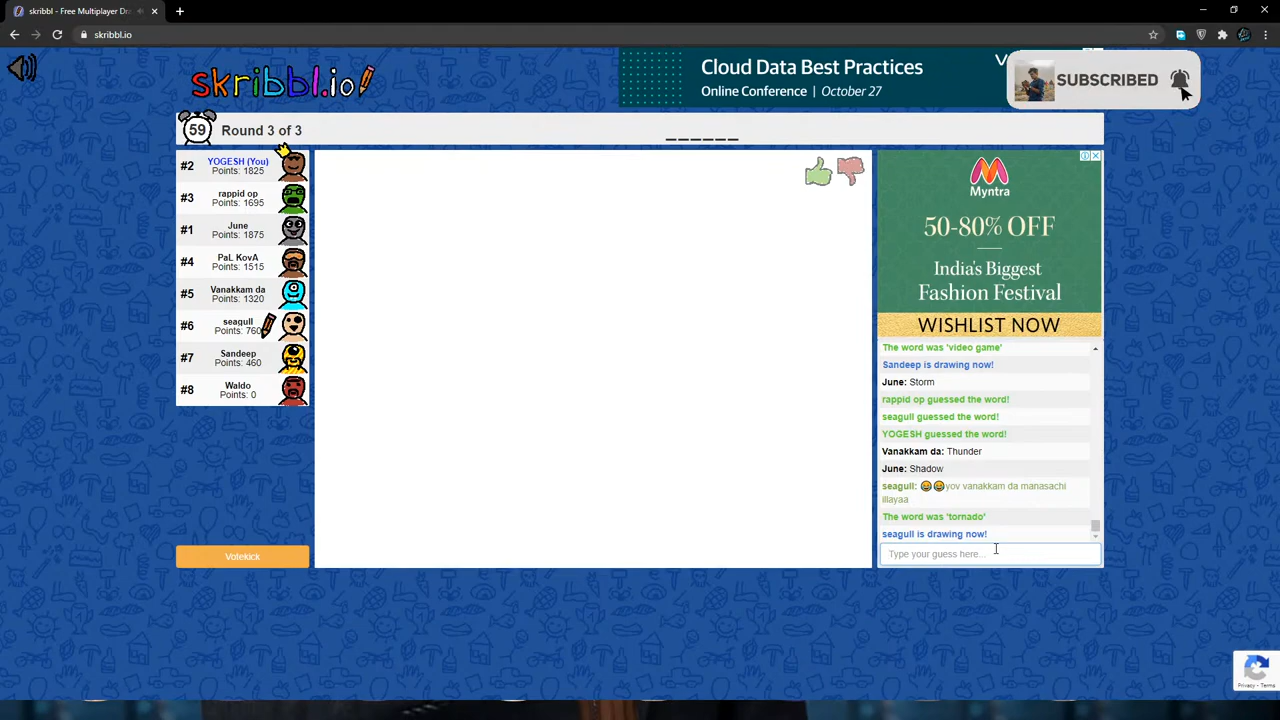 skribbl - Free Multiplayer Dra
skribbl.io
skribbl.io
Cloud Data Best Practices
Online Conference | October 27
SUBSCRIBED
59
Round 3 of 3
______
#2 YOGESH (You)
Points: 1825
#3 rappid op
Points: 1695
#1 June
Points: 1875
#4 PaL KovA
Points: 1515
#5 Vanakkam da
Points: 1320
#6 seagull
Points: 760
#7 Sandeep
Points: 460
#8 Waldo
Points: 0
Votekick
Myntra
50-80% OFF
India's Biggest
Fashion Festival
WISHLIST NOW
The word was 'video game'
Sandeep is drawing now!
June: Storm
rappid op guessed the word!
seagull guessed the word!
YOGESH guessed the word!
Vanakkam da: Thunder
June: Shadow
seagull: 😂😂yov vanakkam da manasachi
illayaa
The word was 'tornado'
seagull is drawing now!
Type your guess here...
Privacy - Terms